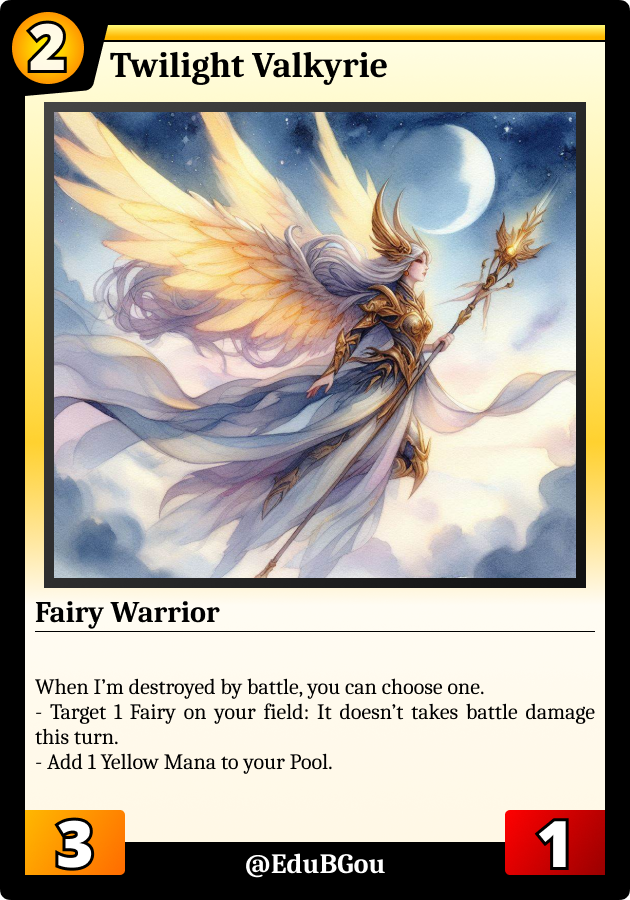 2
Twilight Valkyrie
Fairy Warrior
When I’m destroyed by battle, you can choose one.
- Target 1 Fairy on your field: It doesn’t takes battle damage
this turn.
- Add 1 Yellow Mana to your Pool.
3
@EduBGou
1